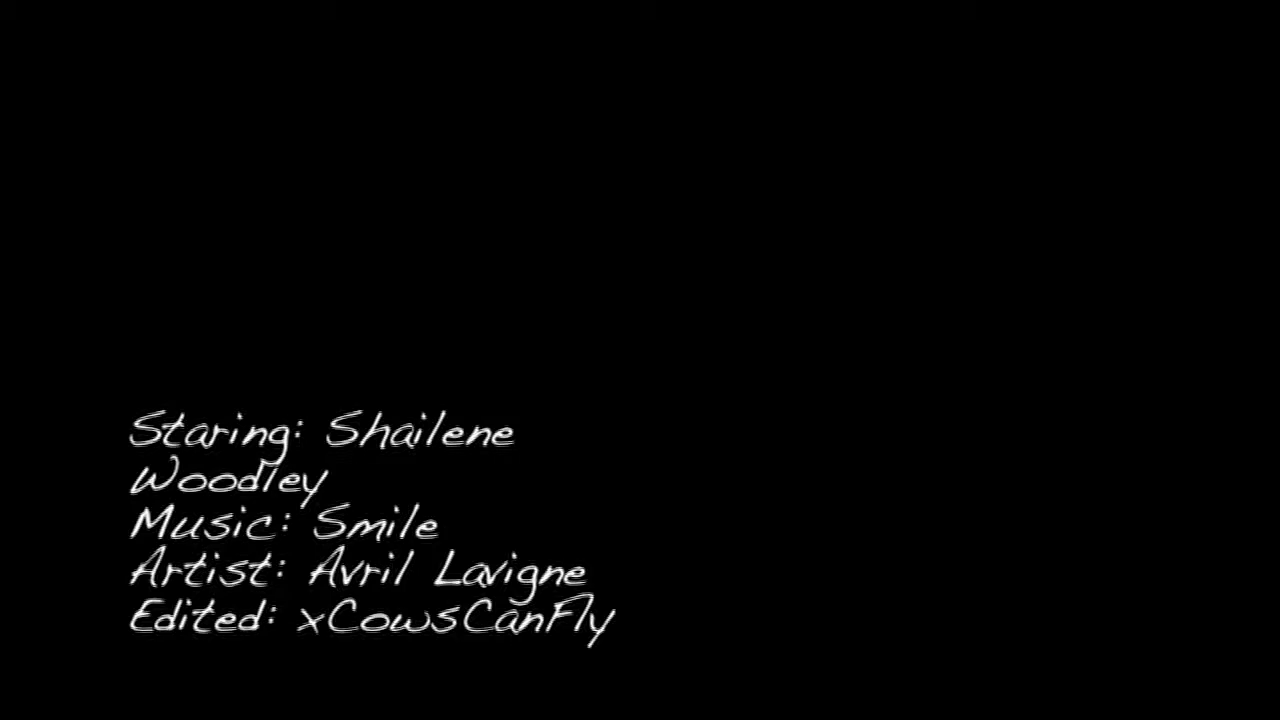 Staring: Shailene
Woodley
Music: Smile
Artist: Avril Lavigne
Edited: xCowsCanFly